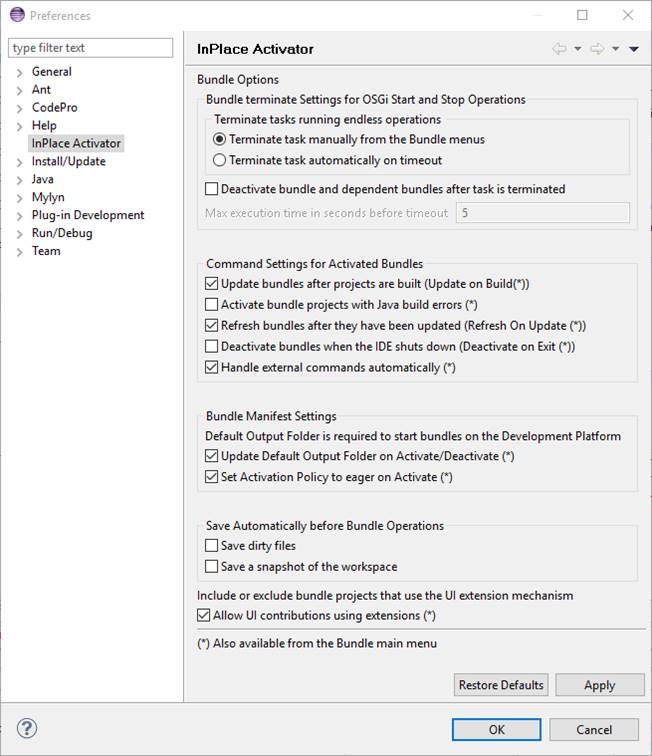 Preferences
type filter text
General
Ant
CodePro
Help
InPlace Activator
Install/Update
Java
Mylyn
Plug-in Development
Run/Debug
Team
InPlace Activator
Bundle Options
Bundle terminate Settings for OSGi Start and Stop Operations
Terminate tasks running endless operations
Terminate task manually from the Bundle menus
Terminate task automatically on timeout
Deactivate bundle and dependent bundles after task is terminated
Max execution time in seconds before timeout 5
Command Settings for Activated Bundles
Update bundles after projects are built (Update on Build(*))
Activate bundle projects with Java build errors (*)
Refresh bundles after they have been updated (Refresh On Update (*))
Deactivate bundles when the IDE shuts down (Deactivate on Exit (*))
Handle external commands automatically (*)
Bundle Manifest Settings
Default Output Folder is required to start bundles on the Development Platform
Update Default Output Folder on Activate/Deactivate (*)
Set Activation Policy to eager on Activate (*)
Save Automatically before Bundle Operations
Save dirty files
Save a snapshot of the workspace
Include or exclude bundle projects that use the UI extension mechanism
Allow UI contributions using extensions (*)
(*) Also available from the Bundle main menu
Restore Defaults Apply
? OK Cancel